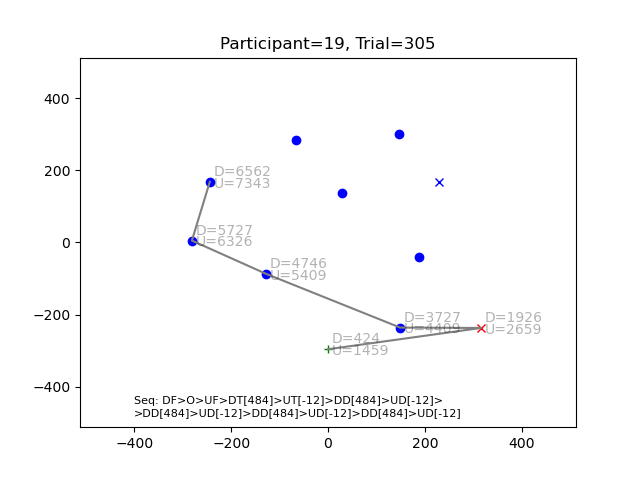 Participant=19, Trial=305
400
200
0
−200
−400
D=6562
U=7343
D=5727
U=6326
D=4746
U=5409
D=3727
U=4409
D=1926
U=2659
D=424
U=1459
Seq: DF>O>UF>DT[484]>UT[-12]>DD[484]>UD[-12]>
>DD[484]>UD[-12]>DD[484]>UD[-12]>DD[484]>UD[-12]
−400 −200 0 200 400